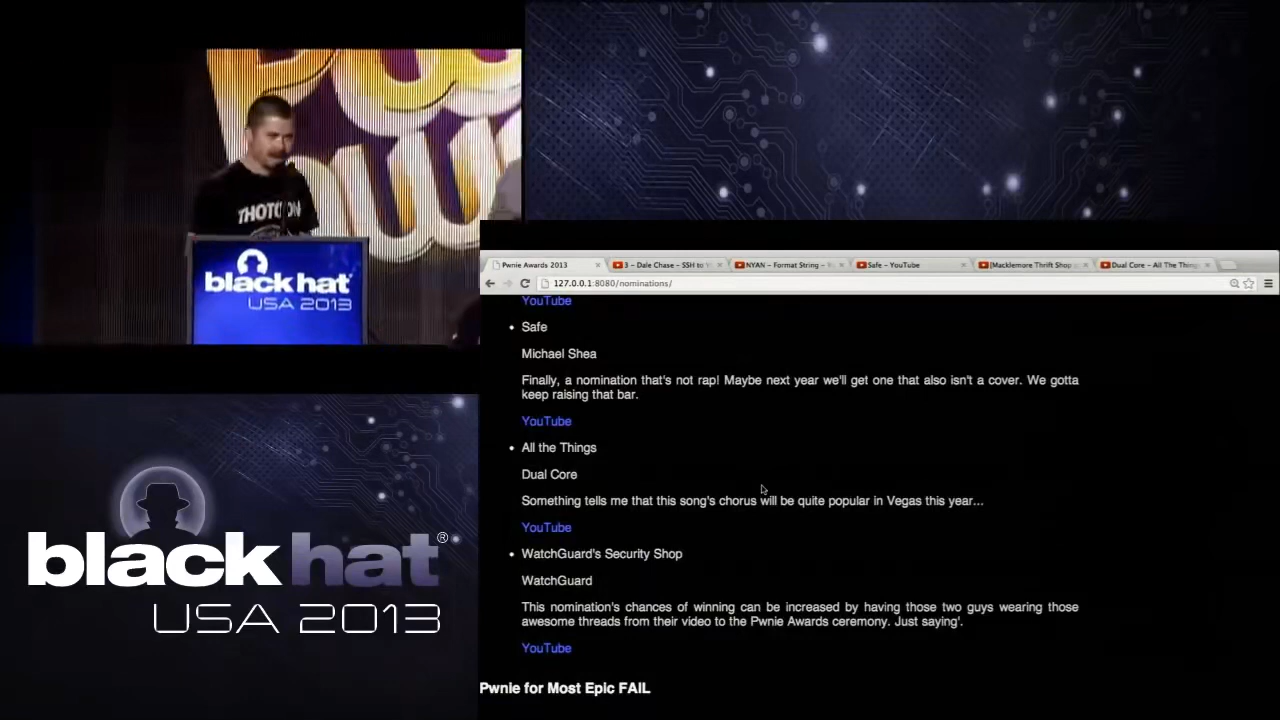 THOTCON
black hat
USA 2013
black hat®
USA 2013
Pwnie Awards 2013
3 – Dale Chase – SSH to
NYAN – Format String –
Safe – YouTube
[Macklemore Thrift Shop
Dual Core – All The Thing
127.0.0.1:8080/nominations/
YouTube
• Safe
Michael Shea
Finally, a nomination that's not rap! Maybe next year we'll get one that also isn't a cover. We gotta
keep raising that bar.
YouTube
• All the Things
Dual Core
Something tells me that this song's chorus will be quite popular in Vegas this year...
YouTube
• WatchGuard's Security Shop
WatchGuard
This nomination's chances of winning can be increased by having those two guys wearing those
awesome threads from their video to the Pwnie Awards ceremony. Just saying'.
YouTube
Pwnie for Most Epic FAIL